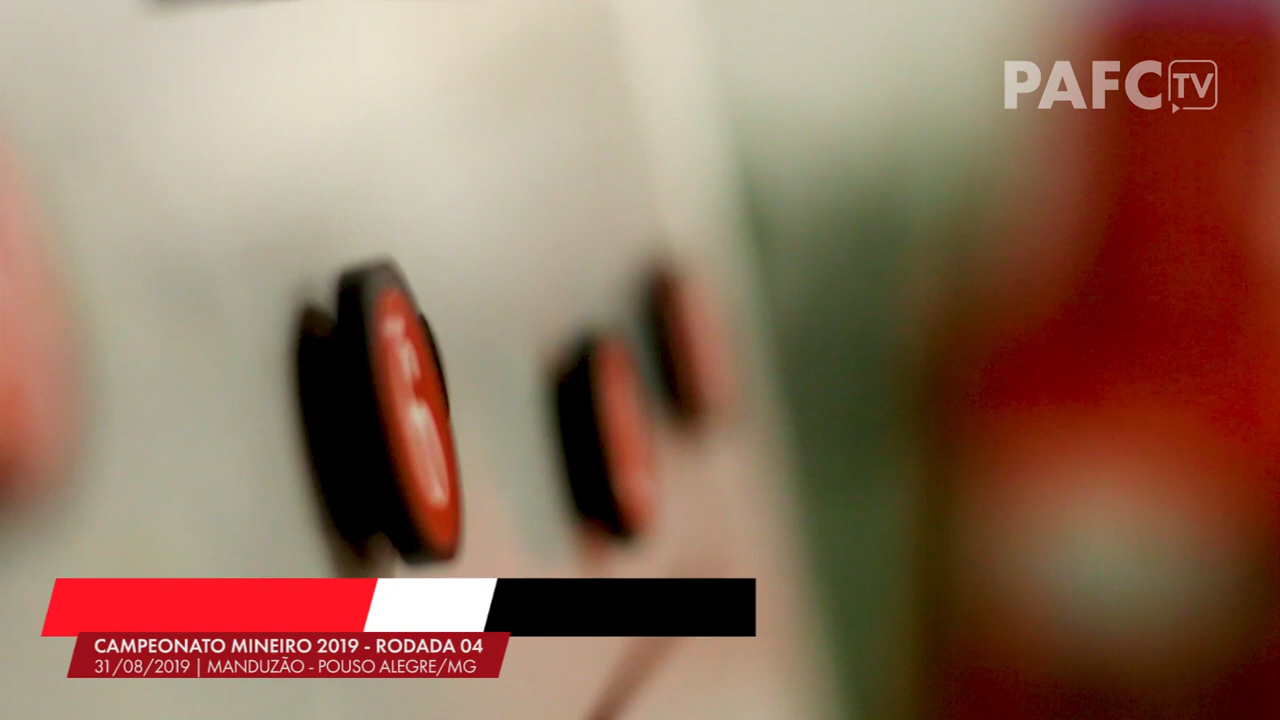 PAFC TV
CAMPEONATO MINEIRO 2019 - RODADA 04
31/08/2019 | MANDUZÃO - POUSO ALEGRE/MG